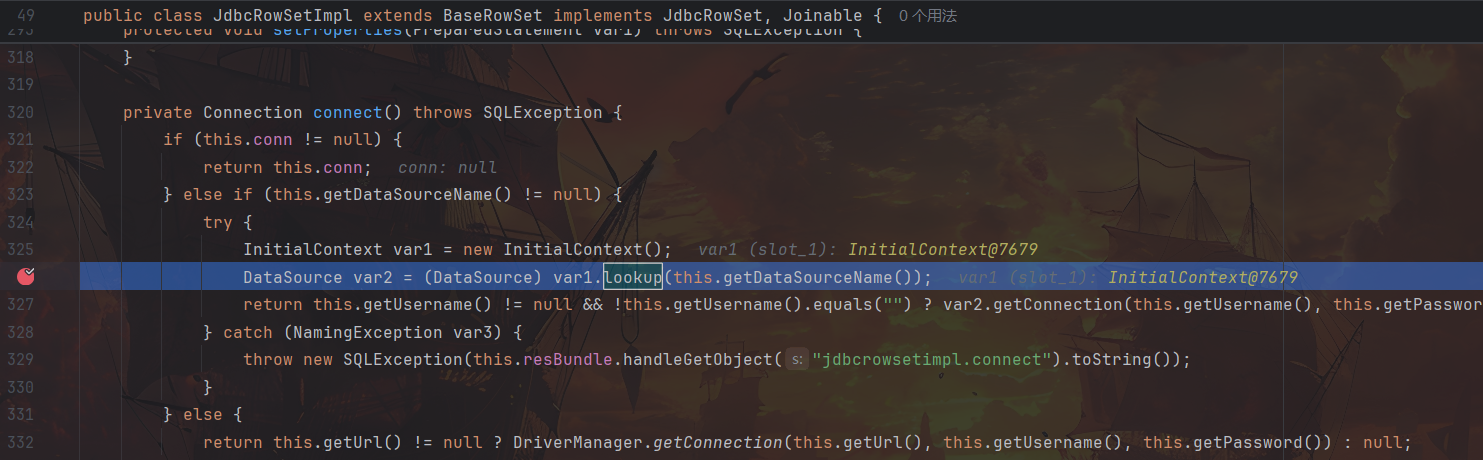 49 public class JdbcRowSetImpl extends BaseRowSet implements JdbcRowSet, Joinable { 0 个用法
293 protected void setProperties(PreparedStatement var1) throws SQLException {
318 }
319
320 private Connection connect() throws SQLException {
321 if (this.conn != null) {
322 return this.conn; conn: null
323 } else if (this.getDataSourceName() != null) {
324 try {
325 InitialContext var1 = new InitialContext(); var1 (slot_1): InitialContext@7679
DataSource var2 = (DataSource) var1.lookup(this.getDataSourceName()); var1 (slot_1): InitialContext@7679
327 return this.getUsername() != null && !this.getUsername().equals("") ? var2.getConnection(this.getUsername(), this.getPasswor
328 } catch (NamingException var3) {
329 throw new SQLException(this.resBundle.handleGetObject( s: "jdbcrowsetimpl.connect").toString());
330 }
331 } else {
332 return this.getUrl() != null ? DriverManager.getConnection(this.getUrl(), this.getUsername(), this.getPassword()) : null;